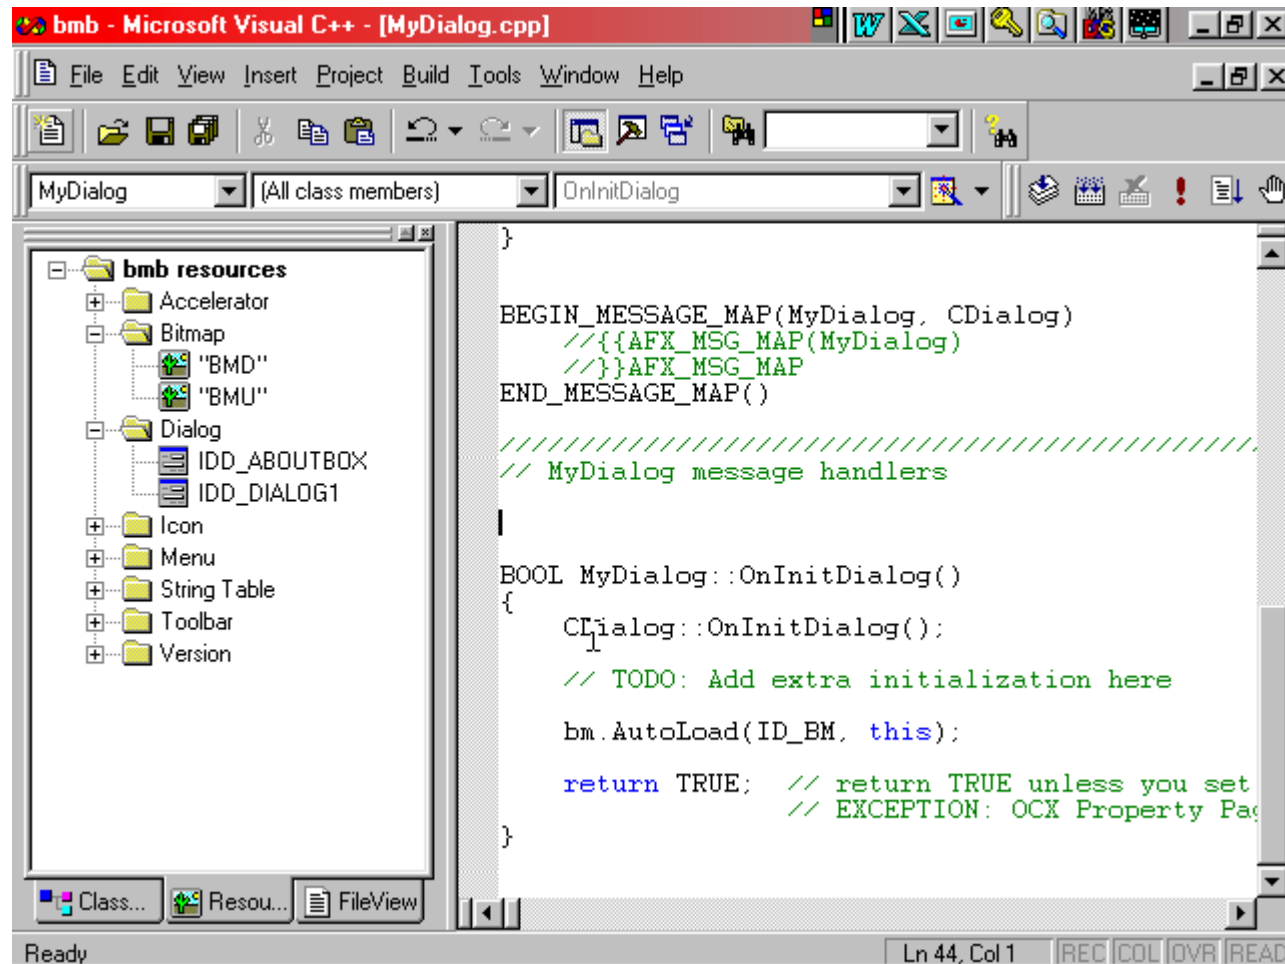 bmb - Microsoft Visual C++ - [MyDialog.cpp]
File Edit View Insert Project Build Tools Window Help
MyDialog (All class members) OnInitDialog
bmb resources
Accelerator
Bitmap
"BMD"
"BMU"
Dialog
IDD_ABOUTBOX
IDD_DIALOG1
Icon
Menu
String Table
Toolbar
Version
Class... Resou... FileView
}
BEGIN_MESSAGE_MAP(MyDialog, CDialog)
//{{AFX_MSG_MAP(MyDialog)
//}}AFX_MSG_MAP
END_MESSAGE_MAP()
///////////////////////////////////////////////
// MyDialog message handlers
BOOL MyDialog::OnInitDialog()
{
CDialog::OnInitDialog();
// TODO: Add extra initialization here
bm.AutoLoad(ID_BM, this);
return TRUE; // return TRUE unless you set
// EXCEPTION: OCX Property Pag
}
Ready Ln 44, Col 1 REC COL OVR READ